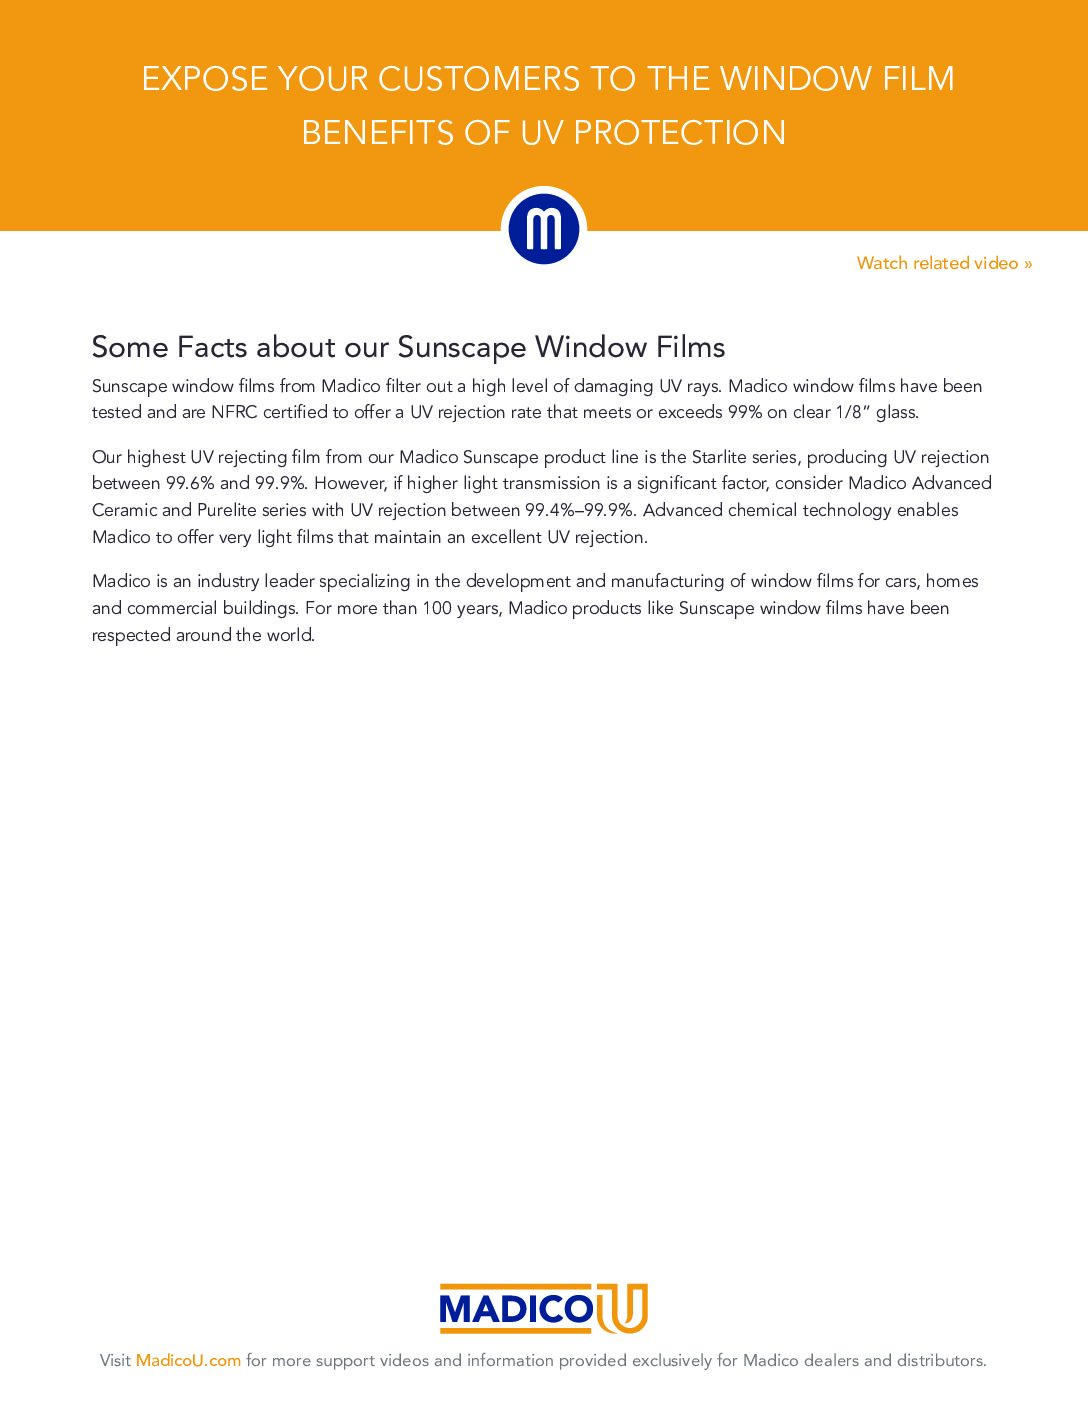 EXPOSE YOUR CUSTOMERS TO THE WINDOW FILM
BENEFITS OF UV PROTECTION
m
Watch related video »
Some Facts about our Sunscape Window Films
Sunscape window films from Madico filter out a high level of damaging UV rays. Madico window films have been
tested and are NFRC certified to offer a UV rejection rate that meets or exceeds 99% on clear 1/8” glass.
Our highest UV rejecting film from our Madico Sunscape product line is the Starlite series, producing UV rejection
between 99.6% and 99.9%. However, if higher light transmission is a significant factor, consider Madico Advanced
Ceramic and Purelite series with UV rejection between 99.4%–99.9%. Advanced chemical technology enables
Madico to offer very light films that maintain an excellent UV rejection.
Madico is an industry leader specializing in the development and manufacturing of window films for cars, homes
and commercial buildings. For more than 100 years, Madico products like Sunscape window films have been
respected around the world.
MADICO U
Visit MadicoU.com for more support videos and information provided exclusively for Madico dealers and distributors.